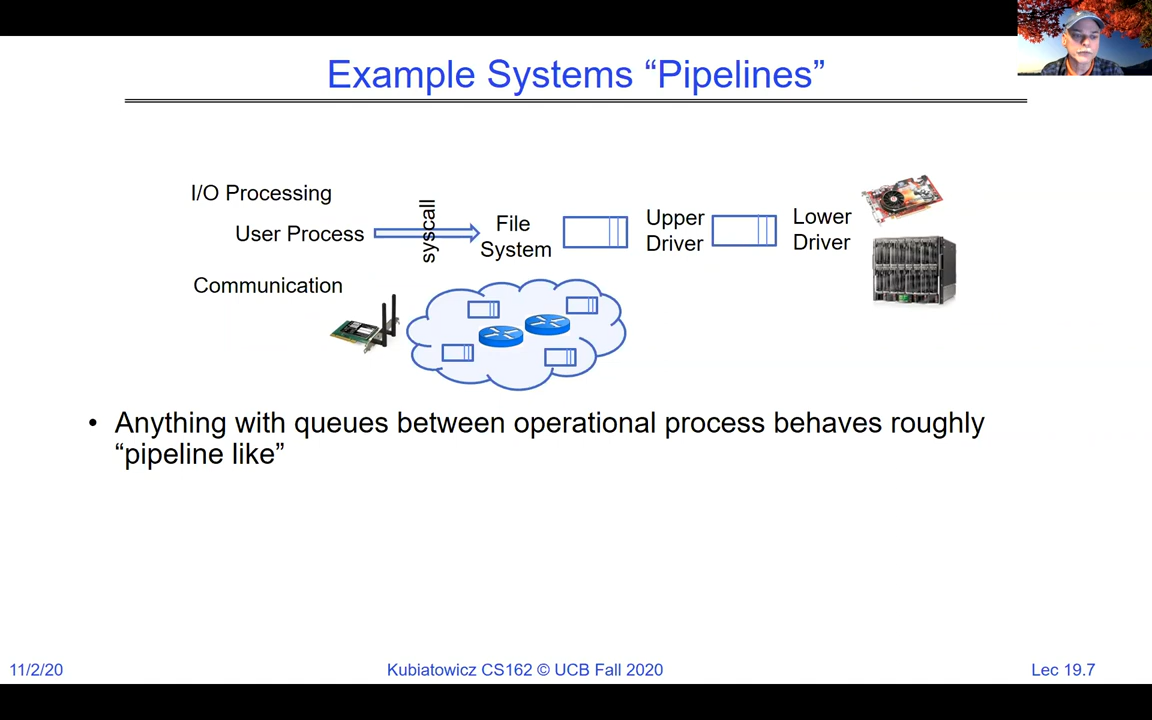 Example Systems “Pipelines”
I/O Processing
User Process
syscall
File
System
Upper
Driver
Lower
Driver
Communication
• Anything with queues between operational process behaves roughly
“pipeline like”
11/2/20
Kubiatowicz CS162 © UCB Fall 2020
Lec 19.7